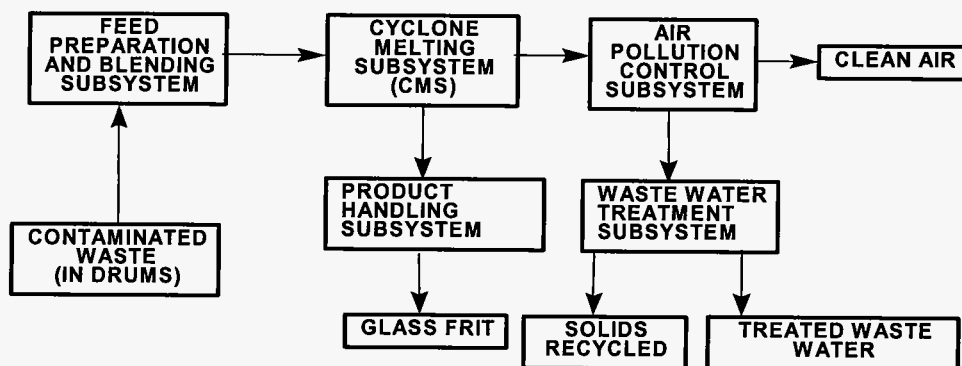 FEED
PREPARATION
AND BLENDING
SUBSYSTEM
CYCLONE
MELTING
SUBSYSTEM
(CMS)
AIR
POLLUTION
CONTROL
SUBSYSTEM
CLEAN AIR
CONTAMINATED
WASTE
(IN DRUMS)
PRODUCT
HANDLING
SUBSYSTEM
WASTE WATER
TREATMENT
SUBSYSTEM
GLASS FRIT
SOLIDS
RECYCLED
TREATED WASTE
WATER